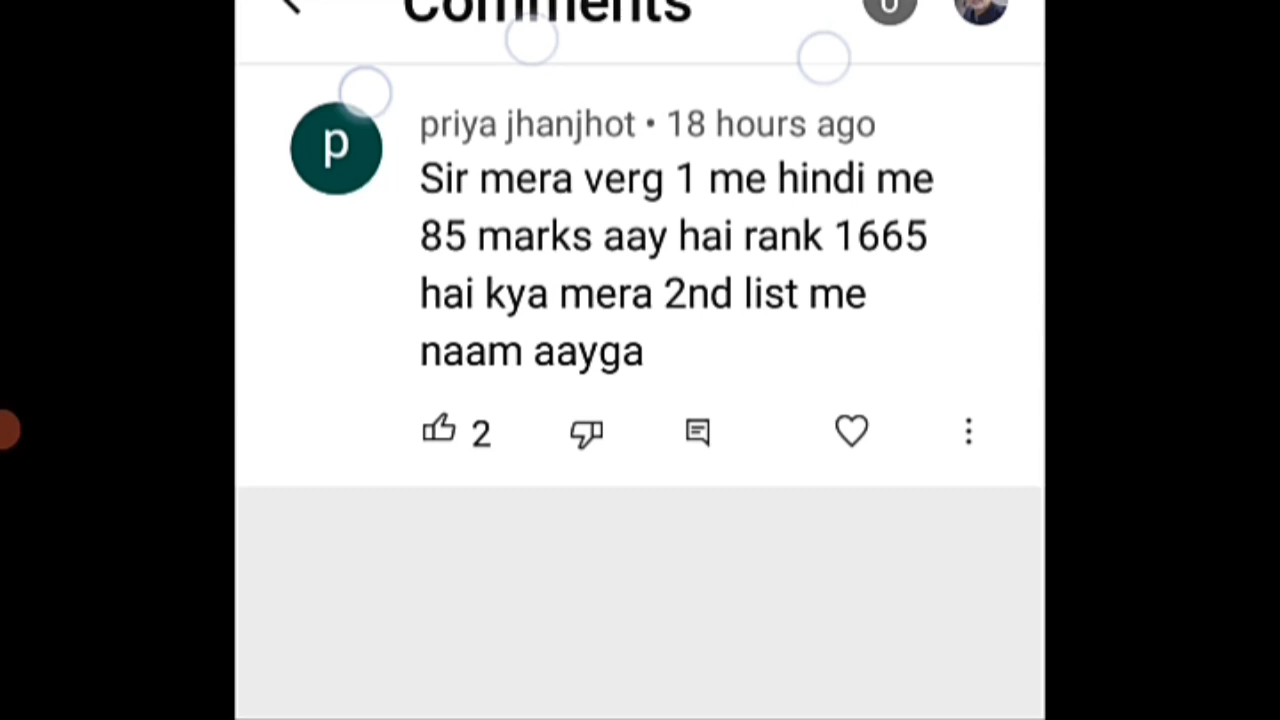 Comments
p
priya jhanjhot • 18 hours ago
Sir mera verg 1 me hindi me
85 marks aay hai rank 1665
hai kya mera 2nd list me
naam aayga
2